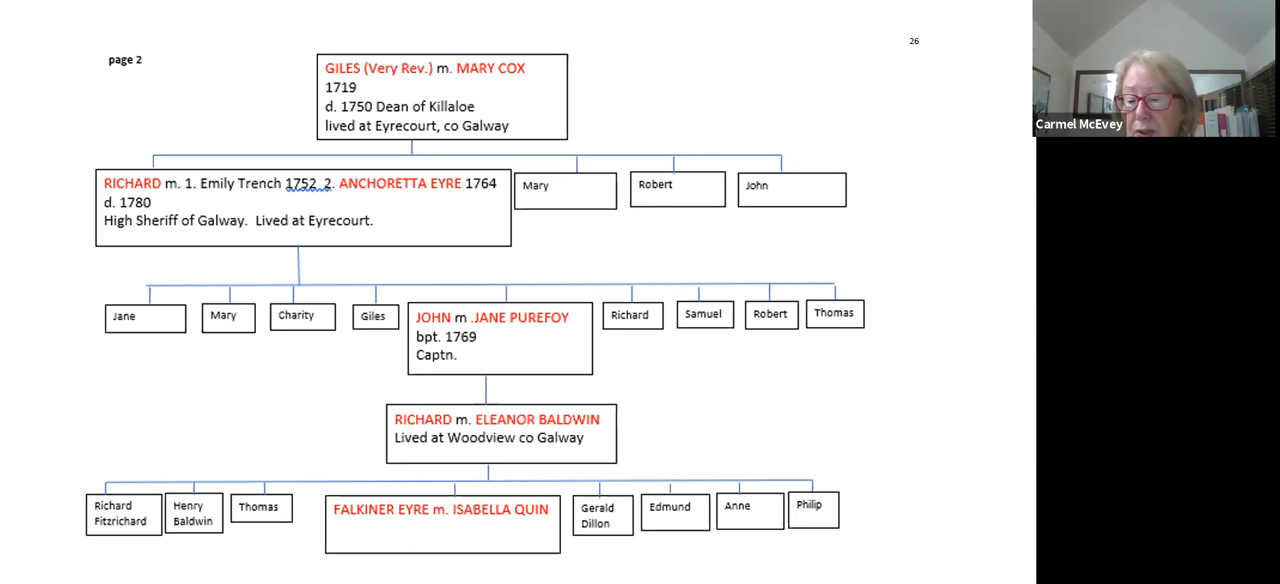 26
page 2
GILES (Very Rev.) m. MARY COX
1719
d. 1750 Dean of Killaloe
lived at Eyrecourt, co Galway
RICHARD m. 1. Emily Trench 1752 2. ANCHORETTA EYRE 1764
d. 1780
High Sheriff of Galway. Lived at Eyrecourt.
Mary
Robert
John
Jane
Mary
Charity
Giles
JOHN m .JANE PUREFOY
bpt. 1769
Captn.
Richard
Samuel
Robert
Thomas
RICHARD m. ELEANOR BALDWIN
Lived at Woodview co Galway
Richard
Fitzrichard
Henry
Baldwin
Thomas
FALKINER EYRE m. ISABELLA QUIN
Gerald
Dillon
Edmund
Anne
Philip
Carmel McEvey